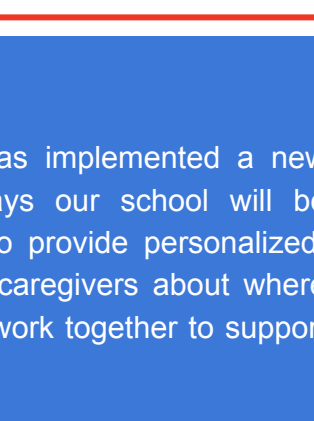 as implemented a new
ays our school will be
o provide personalized
caregivers about where
work together to suppor